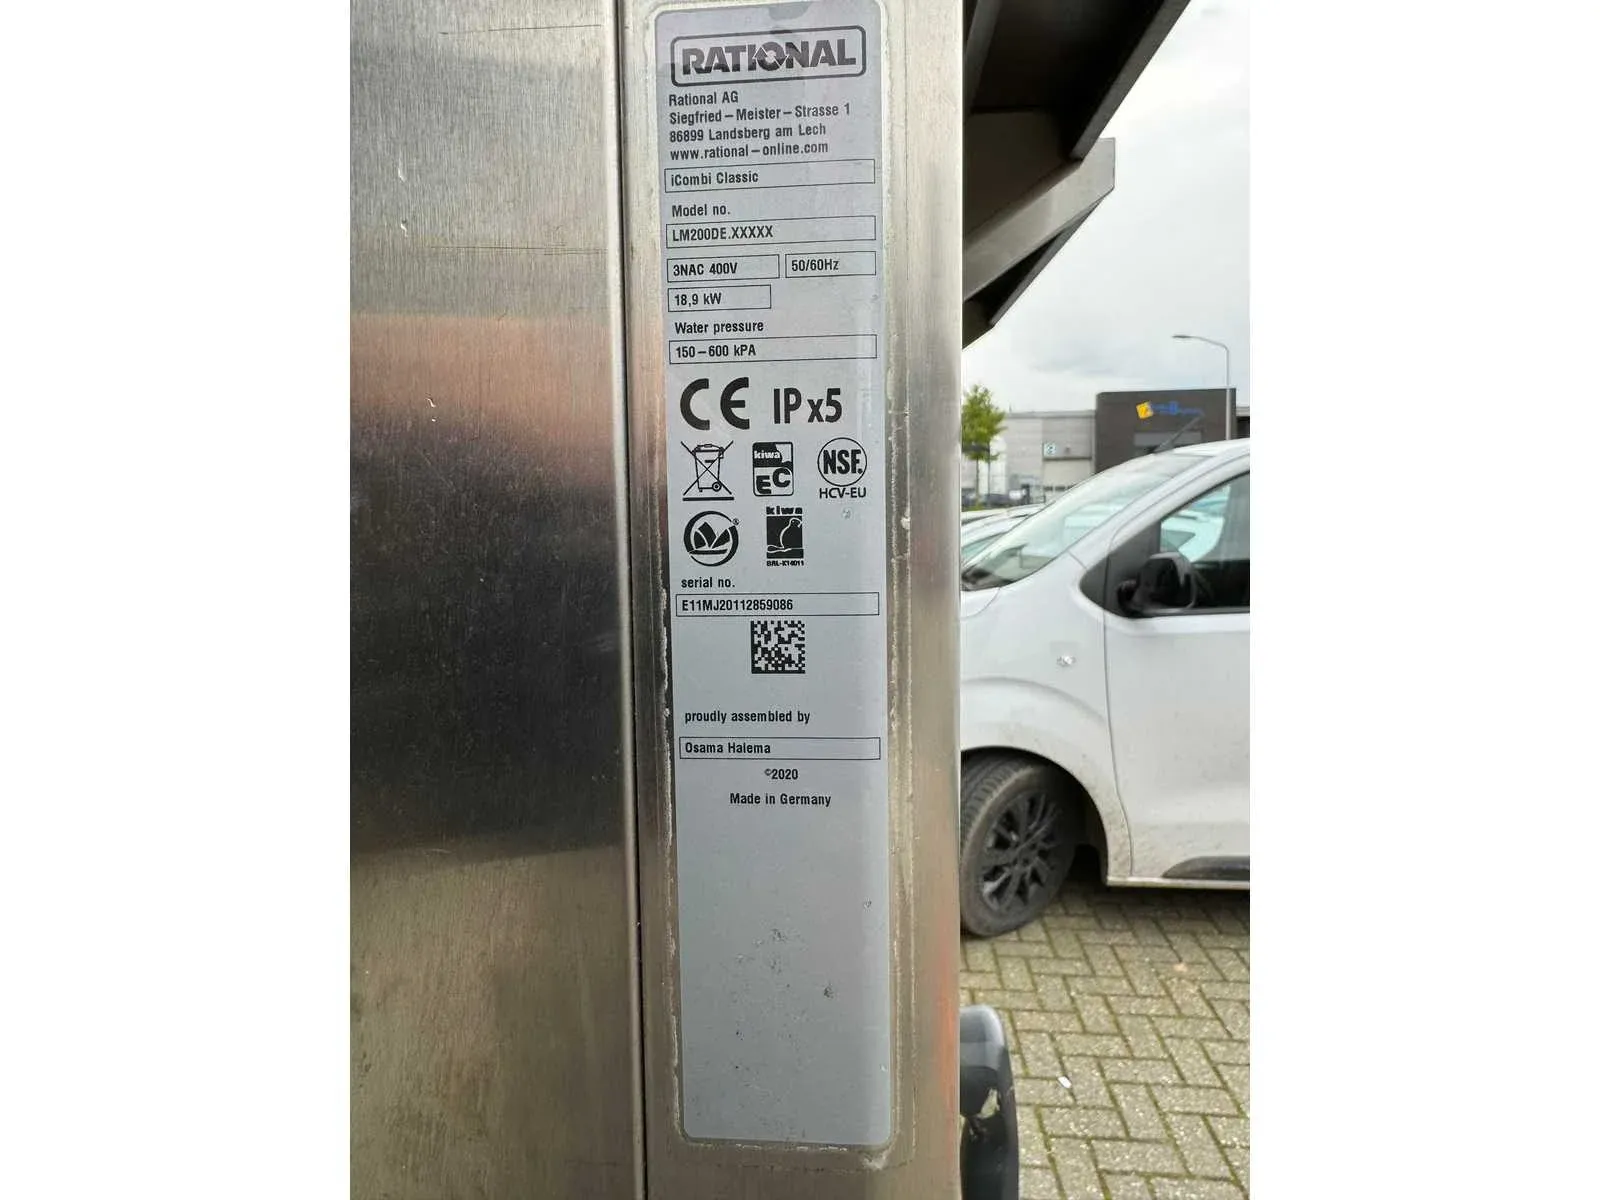 RATIONAL
Rational AG
Siegfried – Meister – Strasse 1
86899 Landsberg am Lech
www.rational – online.com
iCombi Classic
Model no.
LM200DE.XXXXX
3NAC 400V
50/60Hz
18,9 kW
Water pressure
150 – 600 kPA
CE IPx5
kiwa
EC
NSF.
HCV-EU
®
kiwa
BRL-K14011
serial no.
E11MJ20112859086
proudly assembled by
Osama Halema
©2020
Made in Germany